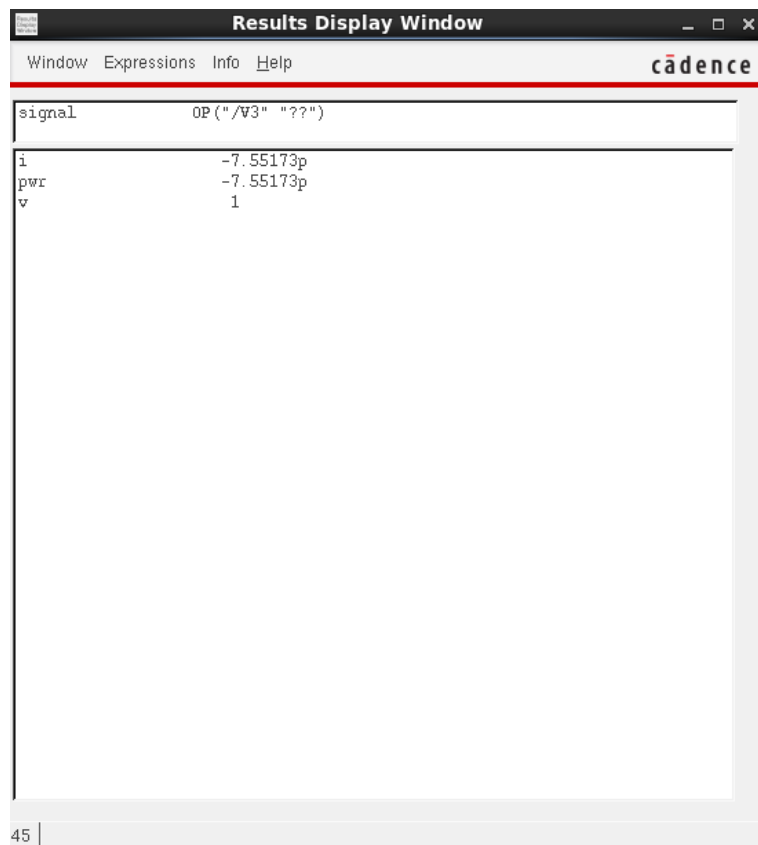 Results Display Window
Window Expressions Info Help
cādence
signal OP("/V3" "??")
i -7.55173p
pwr -7.55173p
v 1
45